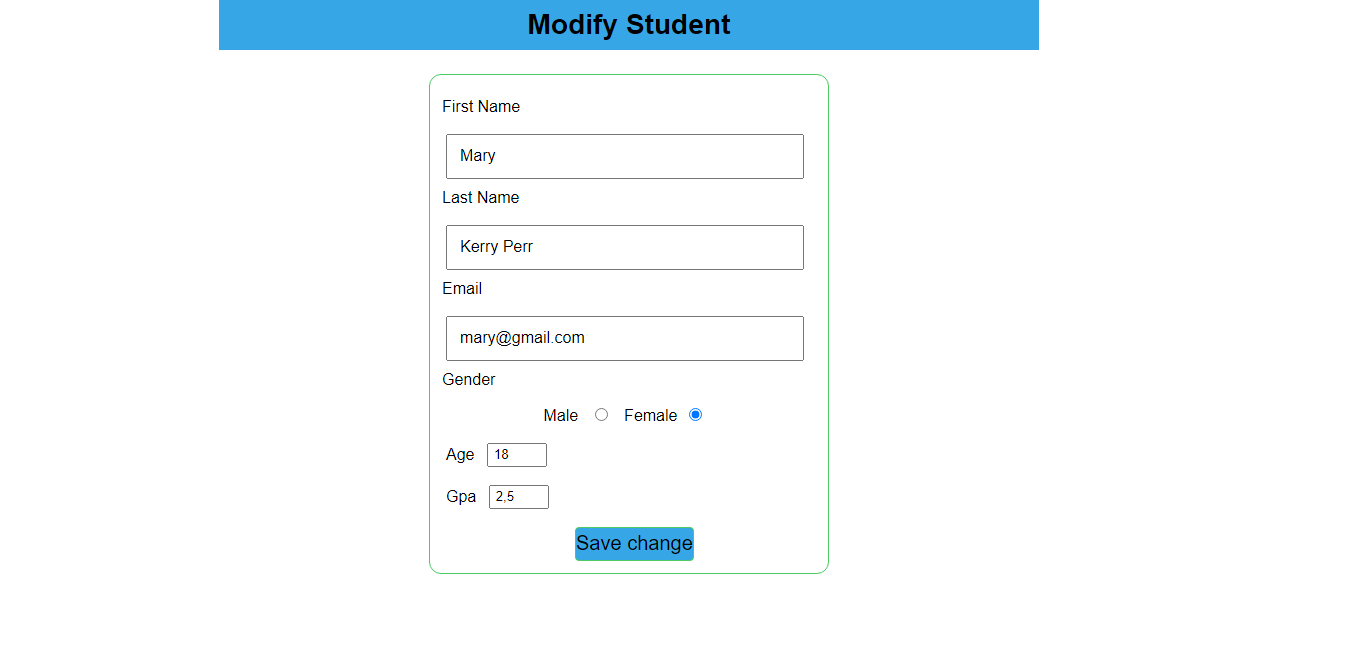 Modify Student
First Name
Mary
Last Name
Kerry Perr
Email
mary@gmail.com
Gender
Male Female
Age 18
Gpa 2,5
Save change